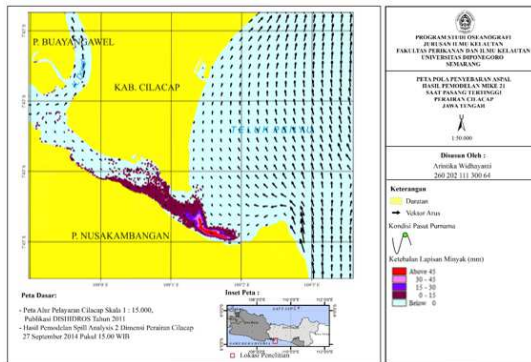 P. BUAYANGAWEL
KAB. CILACAP
TELUK PENYU
P. NUSAKAMBANGAN
Peta Dasar:
- Peta Alur Pelayaran Cilacap Skala 1 : 15.000,
Publikasi DISHIDROS Tahun 2011
- Hasil Pemodelan Spill Analysis 2 Dimensi Perairan Cilacap
27 September 2014 Pukul 15.00 WIB
Inset Peta :
Lokasi Penelitian
PROGRAM STUDI OSEANOGRAFI
JURUSAN ILMU KELAUTAN
FAKULTAS PERIKANAN DAN ILMU KELAUTAN
UNIVERSITAS DIPONEGORO
SEMARANG
PETA POLA PENYEBARAN ASPAL
HASIL PEMODELAN MIKE 21
SAAT PASANG TERTINGGI
PERAIRAN CILACAP
JAWA TENGAH
1:50.000
Disusun Oleh :
Aristika Widhayanti
260 202 111 300 64
Keterangan
Daratan
Vektor Arus
Kondisi Pasut Purnama
Ketebalan Lapisan Minyak (mm)
Above 45
30 - 45
15 - 30
0 - 15
Below 0